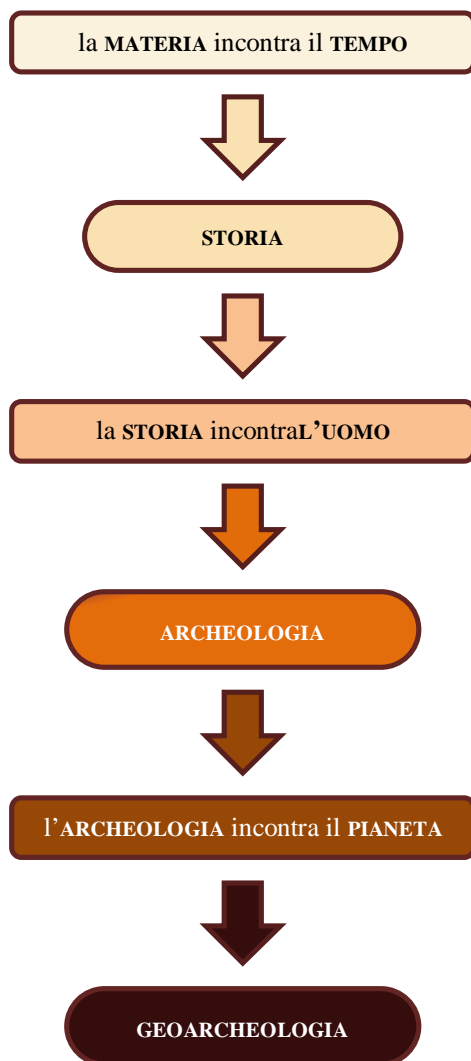 la MATERIA incontra il TEMPO
STORIA
la STORIA incontraL’UOMO
ARCHEOLOGIA
l’ARCHEOLOGIA incontra il PIANETA
GEOARCHEOLOGIA